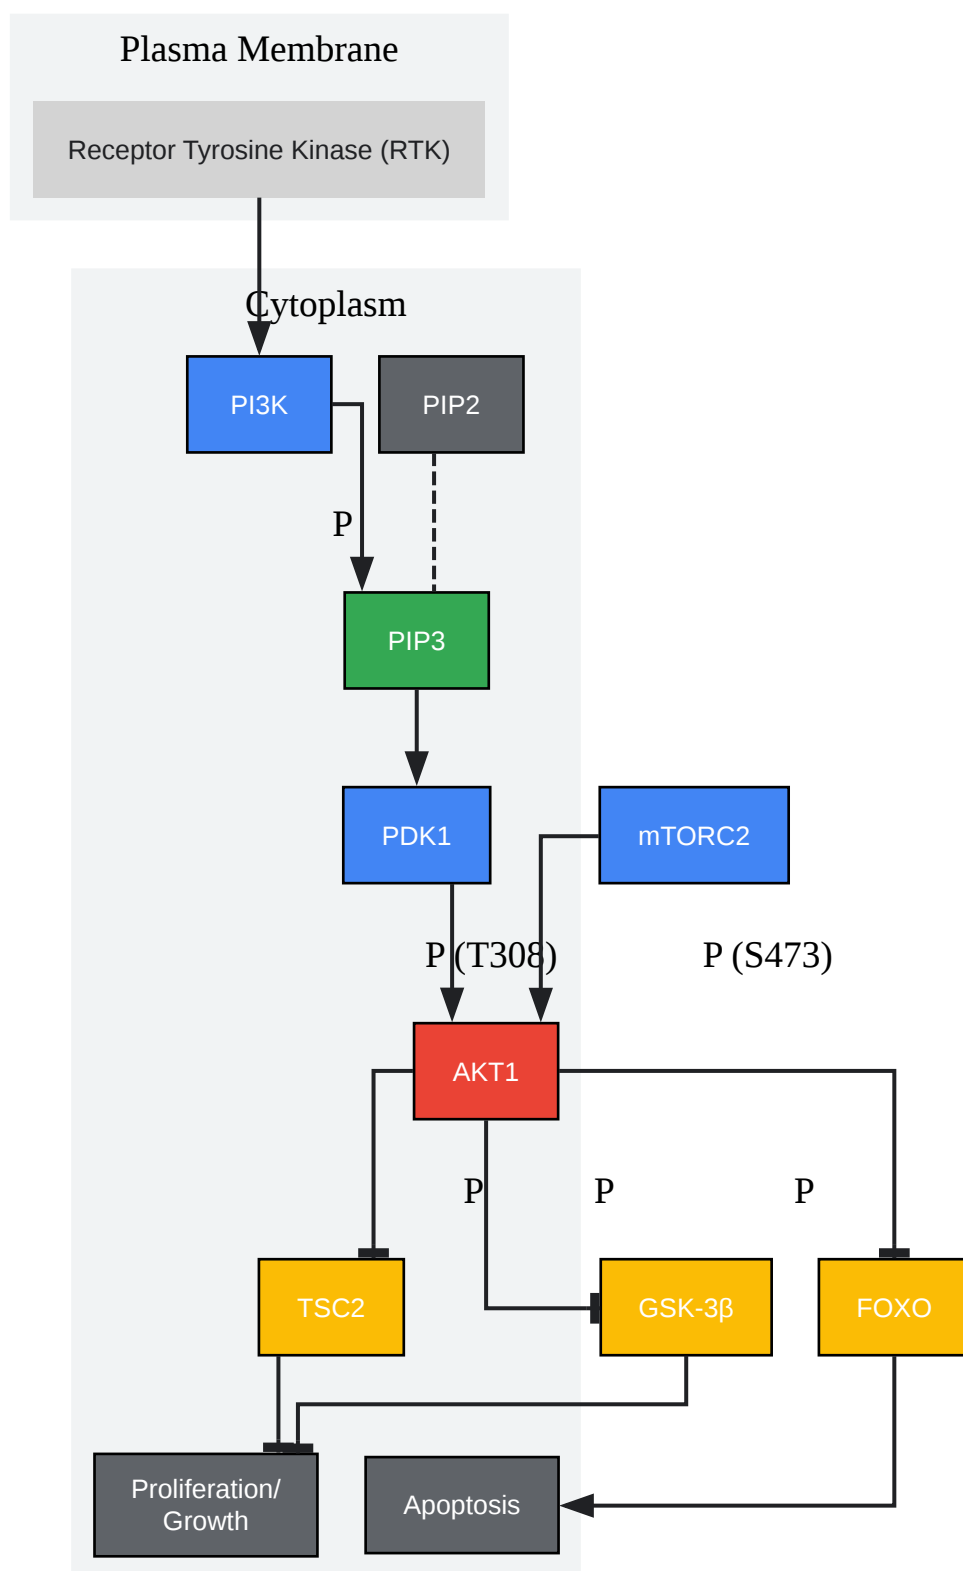 Plasma Membrane
Receptor Tyrosine Kinase (RTK)
Cytoplasm
PI3K
PIP2
P
PIP3
PDK1
mTORC2
P (T308)
P (S473)
AKT1
P
P
P
TSC2
GSK-3β
FOXO
Proliferation/
Growth
Apoptosis